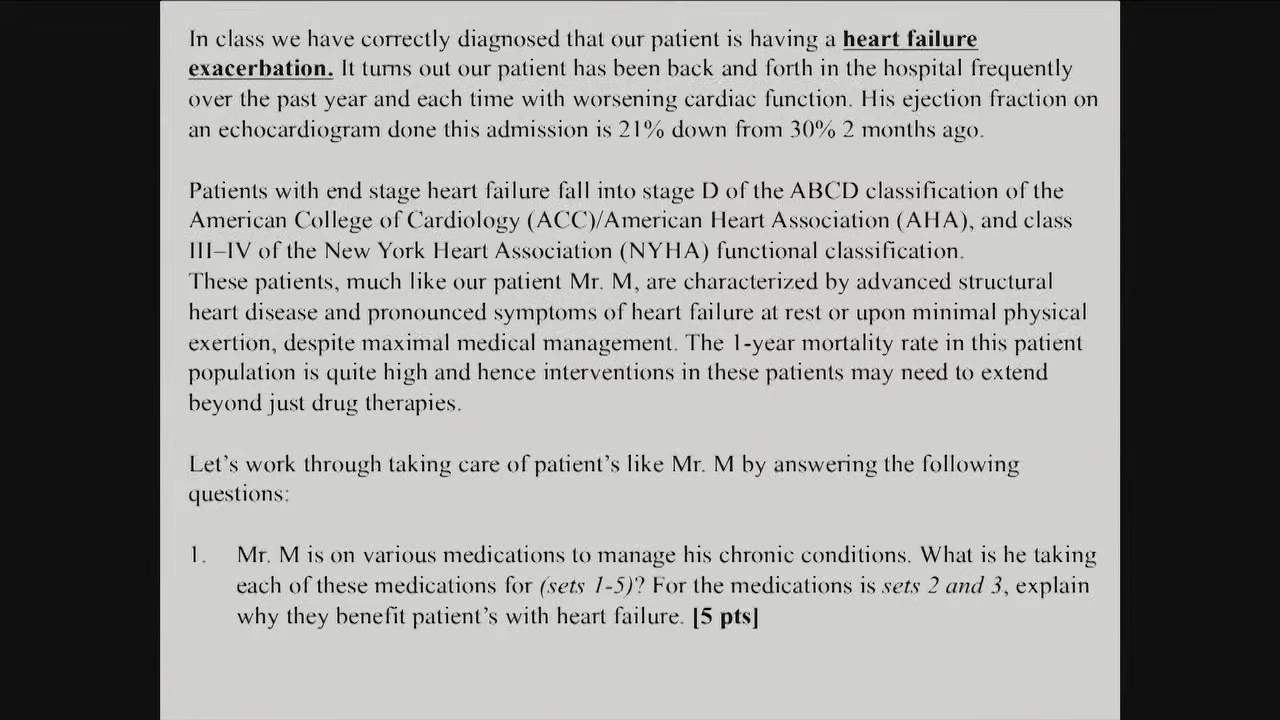 In class we have correctly diagnosed that our patient is having a heart failure
exacerbation. It turns out our patient has been back and forth in the hospital frequently
over the past year and each time with worsening cardiac function. His ejection fraction on
an echocardiogram done this admission is 21% down from 30% 2 months ago.
Patients with end stage heart failure fall into stage D of the ABCD classification of the
American College of Cardiology (ACC)/American Heart Association (AHA), and class
III–IV of the New York Heart Association (NYHA) functional classification.
These patients, much like our patient Mr. M, are characterized by advanced structural
heart disease and pronounced symptoms of heart failure at rest or upon minimal physical
exertion, despite maximal medical management. The 1-year mortality rate in this patient
population is quite high and hence interventions in these patients may need to extend
beyond just drug therapies.
Let’s work through taking care of patient’s like Mr. M by answering the following
questions:
1. Mr. M is on various medications to manage his chronic conditions. What is he taking
each of these medications for (sets 1-5)? For the medications is sets 2 and 3, explain
why they benefit patient’s with heart failure. [5 pts]